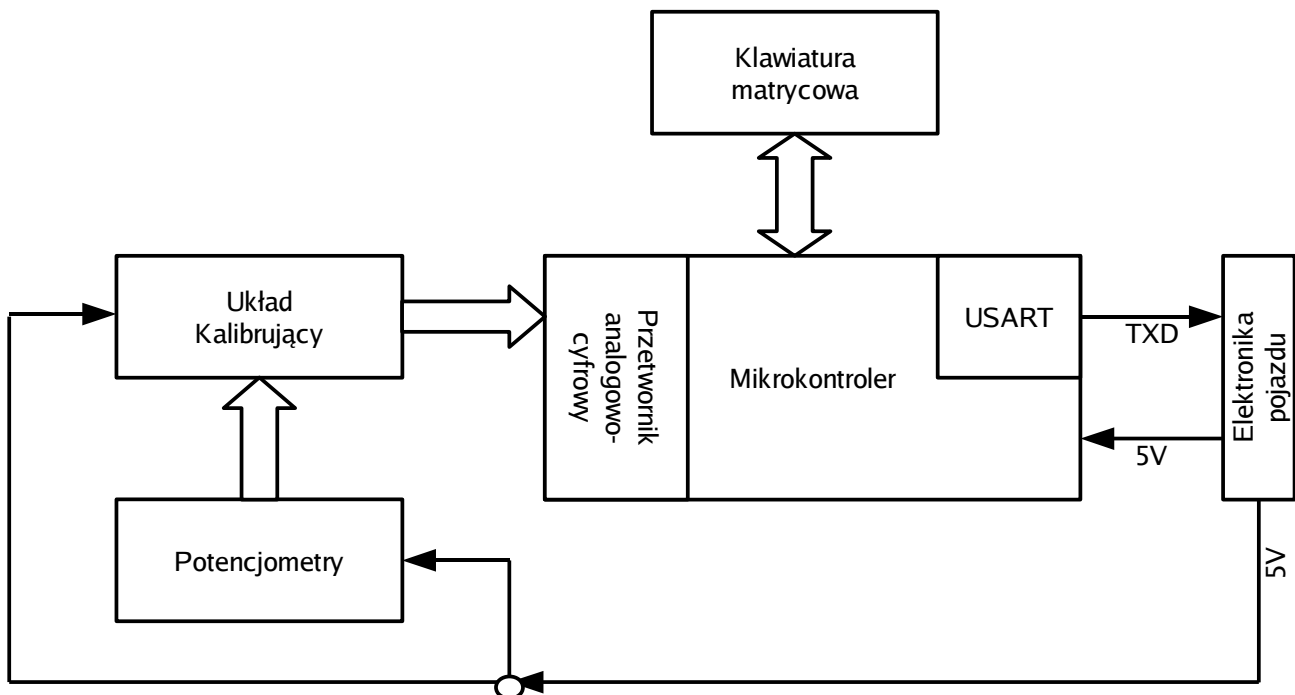 Klawiatura
matrycowa
Układ
Kalibrujący
Przetwornik
analogowo-
cyfrowy
Mikrokontroler
USART
TXD
5V
Elektronika
pojazdu
Potencjometry
5V